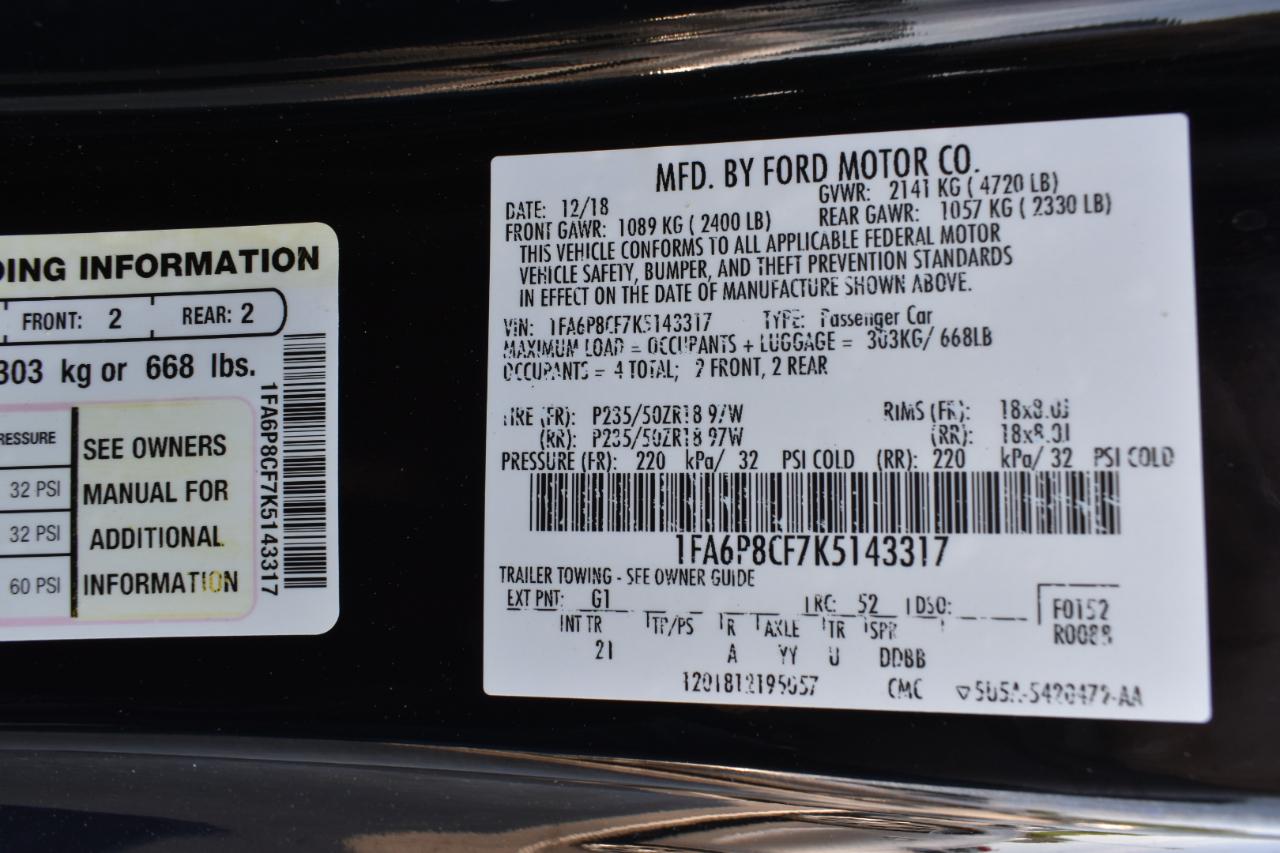 DING INFORMATION
FRONT: 2 REAR: 2
303 kg or 668 lbs.
RESSURE
32 PSI
32 PSI
60 PSI
SEE OWNERS
MANUAL FOR
ADDITIONAL
INFORMATION
1FA6P8CF7K5143317
MFD. BY FORD MOTOR CO.
DATE: 12/18 GVWR: 2141 KG ( 4720 LB)
FRONT GAWR: 1089 KG ( 2400 LB) REAR GAWR: 1057 KG ( 2330 LB)
THIS VEHICLE CONFORMS TO ALL APPLICABLE FEDERAL MOTOR
VEHICLE SAFETY, BUMPER, AND THEFT PREVENTION STANDARDS
IN EFFECT ON THE DATE OF MANUFACTURE SHOWN ABOVE.
VIN: 1FA6P8CF7K5143317 TYPE: Passenger Car
MAXIMUM LOAD = OCCUPANTS + LUGGAGE = 303KG/ 668LB
OCCUPANTS = 4 TOTAL; 2 FRONT, 2 REAR
TIRE (FR): P235/50ZR18 97W RIMS (FR): 18x8.0J
(RR): P235/50ZR18 97W (RR): 18x8.0J
PRESSURE (FR): 220 kPa/ 32 PSI COLD (RR): 220 kPa/ 32 PSI COLD
1FA6P8CF7K5143317
TRAILER TOWING - SEE OWNER GUIDE
EXT PNT: G1 RC: 52 DSO: F0152
R0088
INT TR TP/PS R AXLE TR SPR
21 A YY U DDBB
CMC